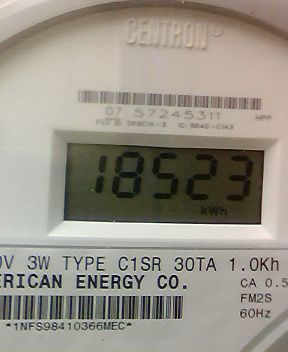 CENTRON®
07 57245311
HPP
18523
kWh
V 3W TYPE C1SR 30TA 1.0Kh
ERICAN ENERGY CO.
CA 0.5
FM2S
60Hz
*1NFS98410366MEC*